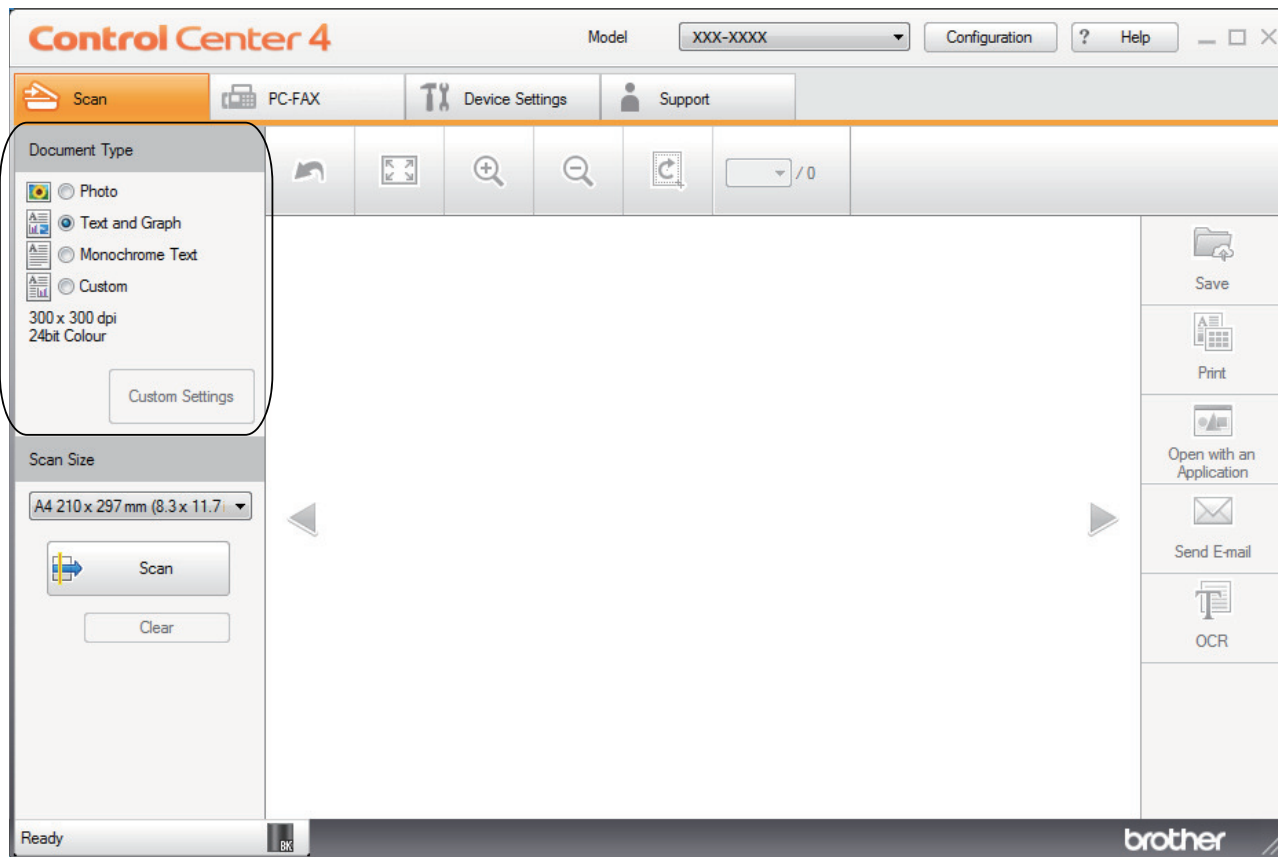 Control Center 4
Model XXX-XXXX Configuration ? Help
Scan PC-FAX Device Settings Support
Document Type
Photo
Text and Graph
Monochrome Text
Custom
300 x 300 dpi
24bit Colour
Custom Settings
Scan Size
A4 210 x 297 mm (8.3 x 11.7
Scan
Clear
/ 0
Save
Print
Open with an
Application
Send E-mail
OCR
Ready BK brother